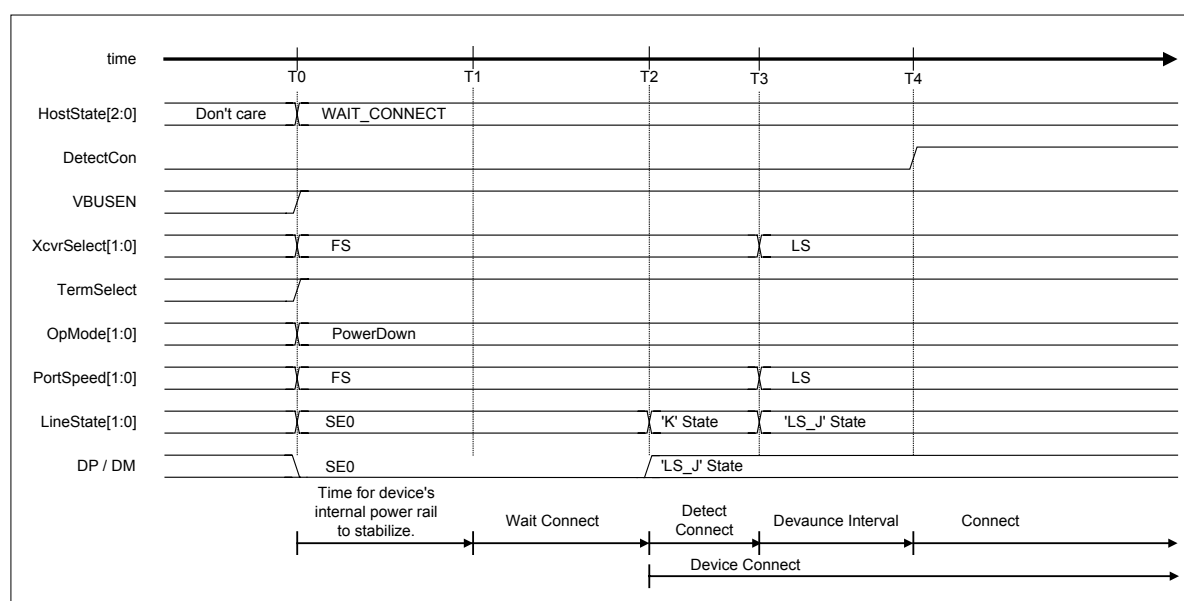 time
T0 T1 T2 T3 T4
HostState[2:0] Don't care WAIT_CONNECT
DetectCon
VBUSEN
XcvrSelect[1:0] FS LS
TermSelect
OpMode[1:0] PowerDown
PortSpeed[1:0] FS LS
LineState[1:0] SE0 'K' State 'LS_J' State
DP / DM SE0 'LS_J' State
Time for device's
internal power rail
to stabilize.
Wait Connect
Detect
Connect
Devaunce Interval
Connect
Device Connect